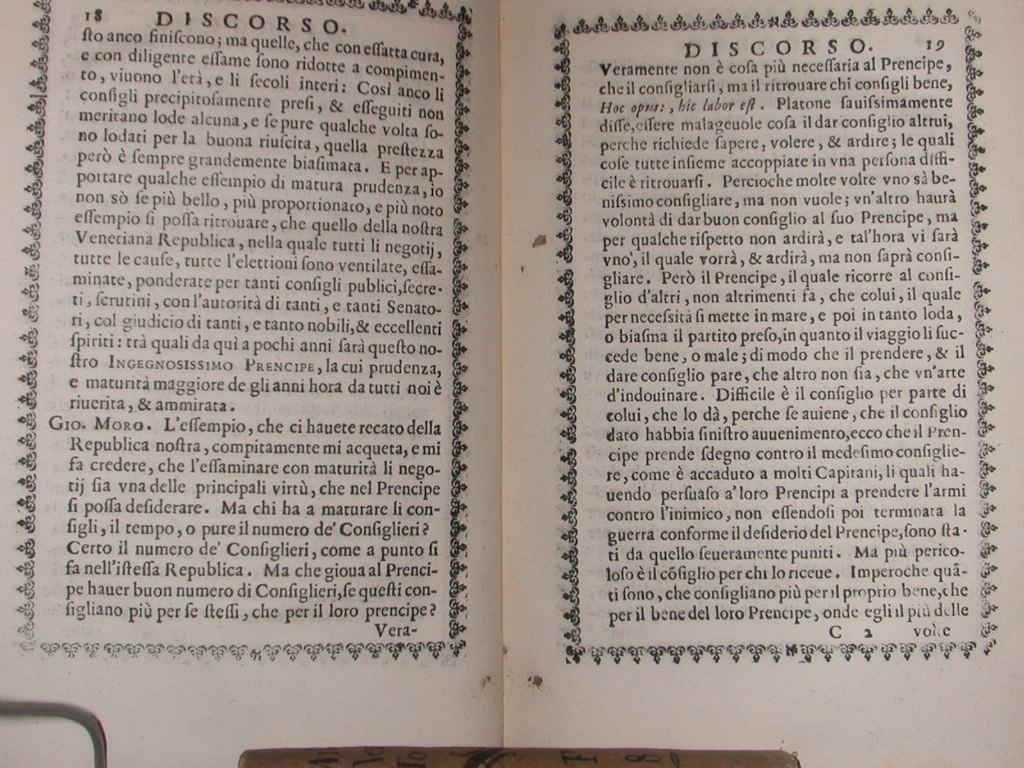 18 DISCORSO.
ſto anco finiſcono; ma quelle, che con eſſatta cura,
e con diligente eſſame ſono ridotte a compimen-
to, viuono l'età, e li ſecoli interi: Così anco li
conſigli precipitoſamente preſi, & eſſeguiti non
meritano lode alcuna, e ſe pure qualche volta ſo-
no lodati per la buona riuſcita, quella preſtezza
però è ſempre grandemente biaſimata. E per ap-
portare qualche eſſempio di matura prudenza, io
non sò ſe più bello, più proportionato, e più noto
eſſempio ſi poſſa ritrouare, che quello della noſtra
Venetiana Republica, nella quale tutti li negotij,
tutte le cauſe, tutte l'elettioni ſono ventilate, eſſa-
minate, ponderate per tanti conſigli publici, ſecre-
ti, ſcrutini, con l'autorità di tanti, e tanti Senato-
ri, col giudicio di tanti, e tanto nobili, & eccellenti
ſpiriti: trà quali da qui a pochi anni ſarà queſto no-
ſtro INGEGNOSISSIMO PRENCIPE, la cui prudenza,
e maturità maggiore de gli anni hora da tutti noi è
riuerita, & ammirata.
GIO. MORO. L'eſſempio, che ci hauete recato della
Republica noſtra, compitamente mi acqueta, e mi
fa credere, che l'eſſaminare con maturità li nego-
tij ſia vna delle principali virtù, che nel Prencipe
ſi poſſa deſiderare. Ma chi ha a maturare li con-
ſigli, il tempo, o pure il numero de' Conſiglieri?
Certo il numero de' Conſiglieri, come a punto ſi
fa nell'iſteſſa Republica. Ma che gioua al Prenci-
pe hauer buon numero di Conſiglieri, ſe queſti con-
ſigliano più per ſe ſteſſi, che per il loro prencipe?
Vera-
DISCORSO. 19
Veramente non è coſa più neceſſaria al Prencipe,
che il conſigliarſi, ma il ritrouare chi conſigli bene,
Hoc opus, hic labor eſt. Platone ſauiſsimamente
diſſe, eſſere malageuole coſa il dar conſiglio altrui,
perche richiede ſapere, volere, & ardire; le quali
coſe tutte inſieme accoppiate in vna perſona diffi-
cile è ritrouarſi. Percioche molte volte vno sà be-
niſsimo conſigliare, ma non vuole; vn'altro haurà
volontà di dar buon conſiglio al ſuo Prencipe, ma
per qualche riſpetto non ardirà, e tal'hora vi ſarà
vno', il quale vorrà, & ardirà, ma non ſaprà conſi-
gliare. Però il Prencipe, il quale ricorre al conſi-
glio d'altri, non altrimenti fa, che colui, il quale
per neceſsità ſi mette in mare, e poi in tanto loda,
o biaſma il partito preſo, in quanto il viaggio li ſuc-
cede bene, o male; di modo che il prendere, & il
dare conſiglio pare, che altro non ſia, che vn'arte
d'indouinare. Difficile è il conſiglio per parte di
colui, che lo dà, perche ſe auiene, che il conſiglio
dato habbia ſiniſtro auuenimento, ecco che il Pren-
cipe prende ſdegno contro il medeſimo conſiglie-
re, come è accaduto a molti Capitani, li quali ha-
uendo perſuaſo a' loro Prencipi a prendere l'armi
contro l'inimico, non eſſendoſi poi terminata la
guerra conforme il deſiderio del Prencipe, ſono ſta-
ti da quello ſeueramente puniti. Ma più perico-
loſo è il cõſiglio per chi lo riceue. Imperoche quã-
ti ſono, che conſigliano più per il proprio bene, che
per il bene del loro Prencipe, onde egli il più delle
C 2 volte